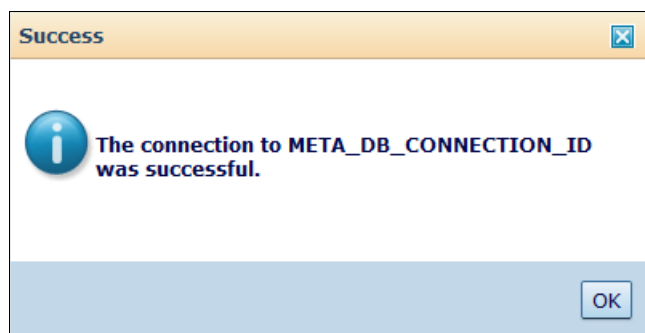 Success
The connection to META_DB_CONNECTION_ID
was successful.
OK